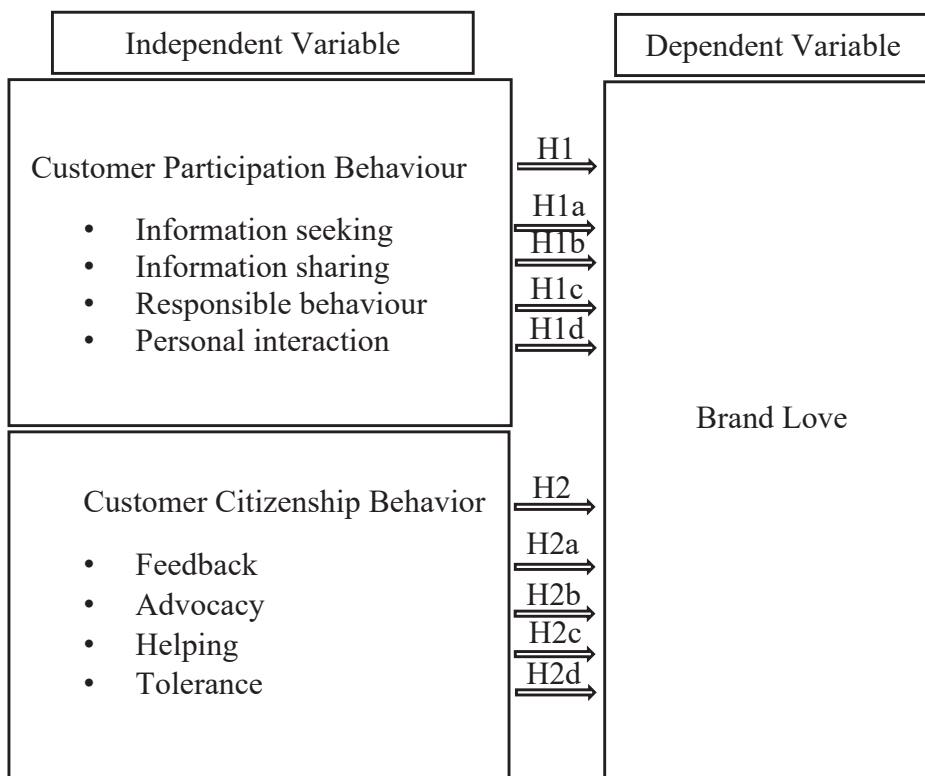 Independent Variable
Dependent Variable
Customer Participation Behaviour
• Information seeking
• Information sharing
• Responsible behaviour
• Personal interaction
H1
H1a
H1b
H1c
H1d
Customer Citizenship Behavior
• Feedback
• Advocacy
• Helping
• Tolerance
H2
H2a
H2b
H2c
H2d
Brand Love